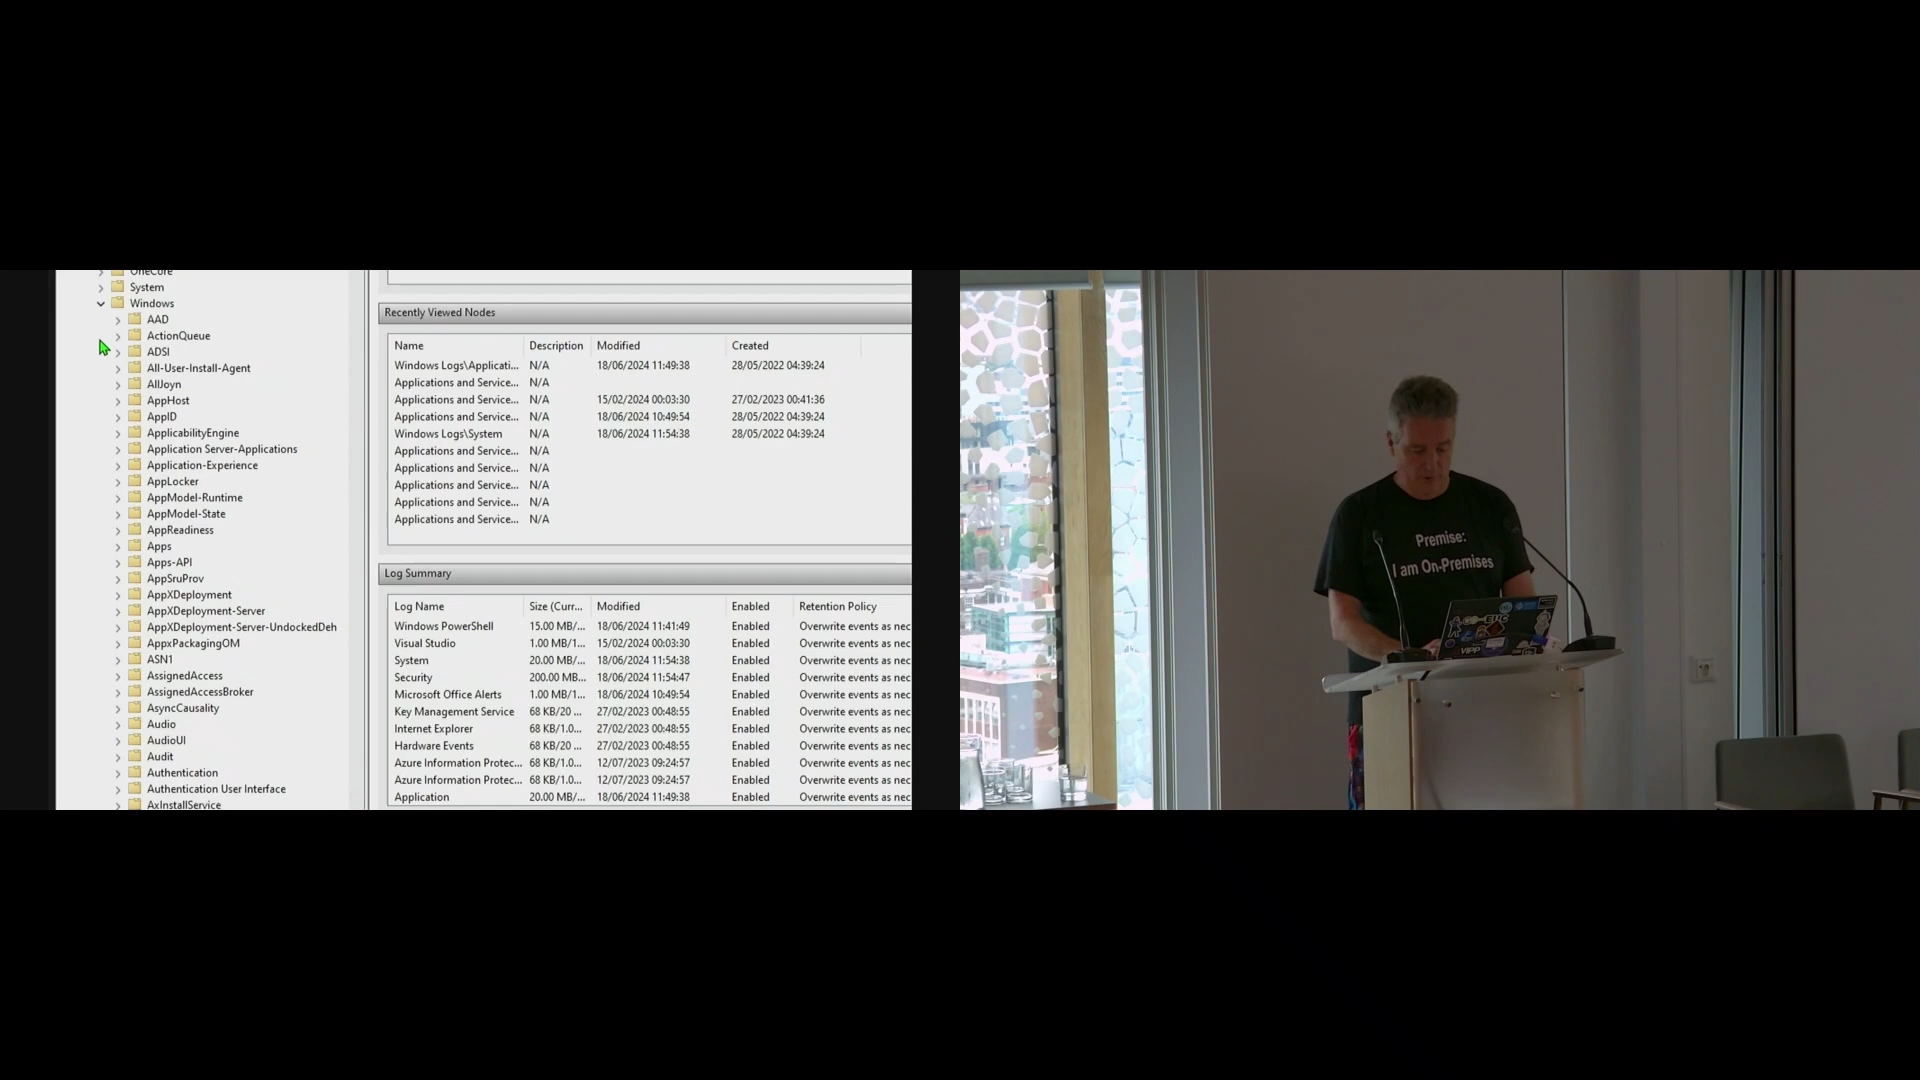 OneCore
System
Windows
AAD
ActionQueue
ADSI
All-User-Install-Agent
AllJoyn
AppHost
AppID
ApplicabilityEngine
Application Server-Applications
Application-Experience
AppLocker
AppModel-Runtime
AppModel-State
AppReadiness
Apps
Apps-API
AppSruProv
AppXDeployment
AppXDeployment-Server
AppXDeployment-Server-UndockedDeh
AppxPackagingOM
ASN1
AssignedAccess
AssignedAccessBroker
AsyncCausality
Audio
AudioUI
Audit
Authentication
Authentication User Interface
AxInstallService
Recently Viewed Nodes
Name Description Modified Created
Windows Logs\Applicati... N/A 18/06/2024 11:49:38 28/05/2022 04:39:24
Applications and Service... N/A
Applications and Service... N/A 15/02/2024 00:03:30 27/02/2023 00:41:36
Applications and Service... N/A 18/06/2024 10:49:54 28/05/2022 04:39:24
Windows Logs\System N/A 18/06/2024 11:54:38 28/05/2022 04:39:24
Applications and Service... N/A
Applications and Service... N/A
Applications and Service... N/A
Applications and Service... N/A
Applications and Service... N/A
Log Summary
Log Name Size (Curr... Modified Enabled Retention Policy
Windows PowerShell 15.00 MB/... 18/06/2024 11:41:49 Enabled Overwrite events as nec
Visual Studio 1.00 MB/1... 15/02/2024 00:03:30 Enabled Overwrite events as nec
System 20.00 MB/... 18/06/2024 11:54:38 Enabled Overwrite events as nec
Security 200.00 MB... 18/06/2024 11:54:47 Enabled Overwrite events as nec
Microsoft Office Alerts 1.00 MB/1... 18/06/2024 10:49:54 Enabled Overwrite events as nec
Key Management Service 68 KB/20 ... 27/02/2023 00:48:55 Enabled Overwrite events as nec
Internet Explorer 68 KB/1.0... 27/02/2023 00:48:55 Enabled Overwrite events as nec
Hardware Events 68 KB/20 ... 27/02/2023 00:48:55 Enabled Overwrite events as nec
Azure Information Protec... 68 KB/1.0... 12/07/2023 09:24:57 Enabled Overwrite events as nec
Azure Information Protec... 68 KB/1.0... 12/07/2023 09:24:57 Enabled Overwrite events as nec
Application 20.00 MB/... 18/06/2024 11:49:38 Enabled Overwrite events as nec
Premise:
I am On-Premises
VIPP